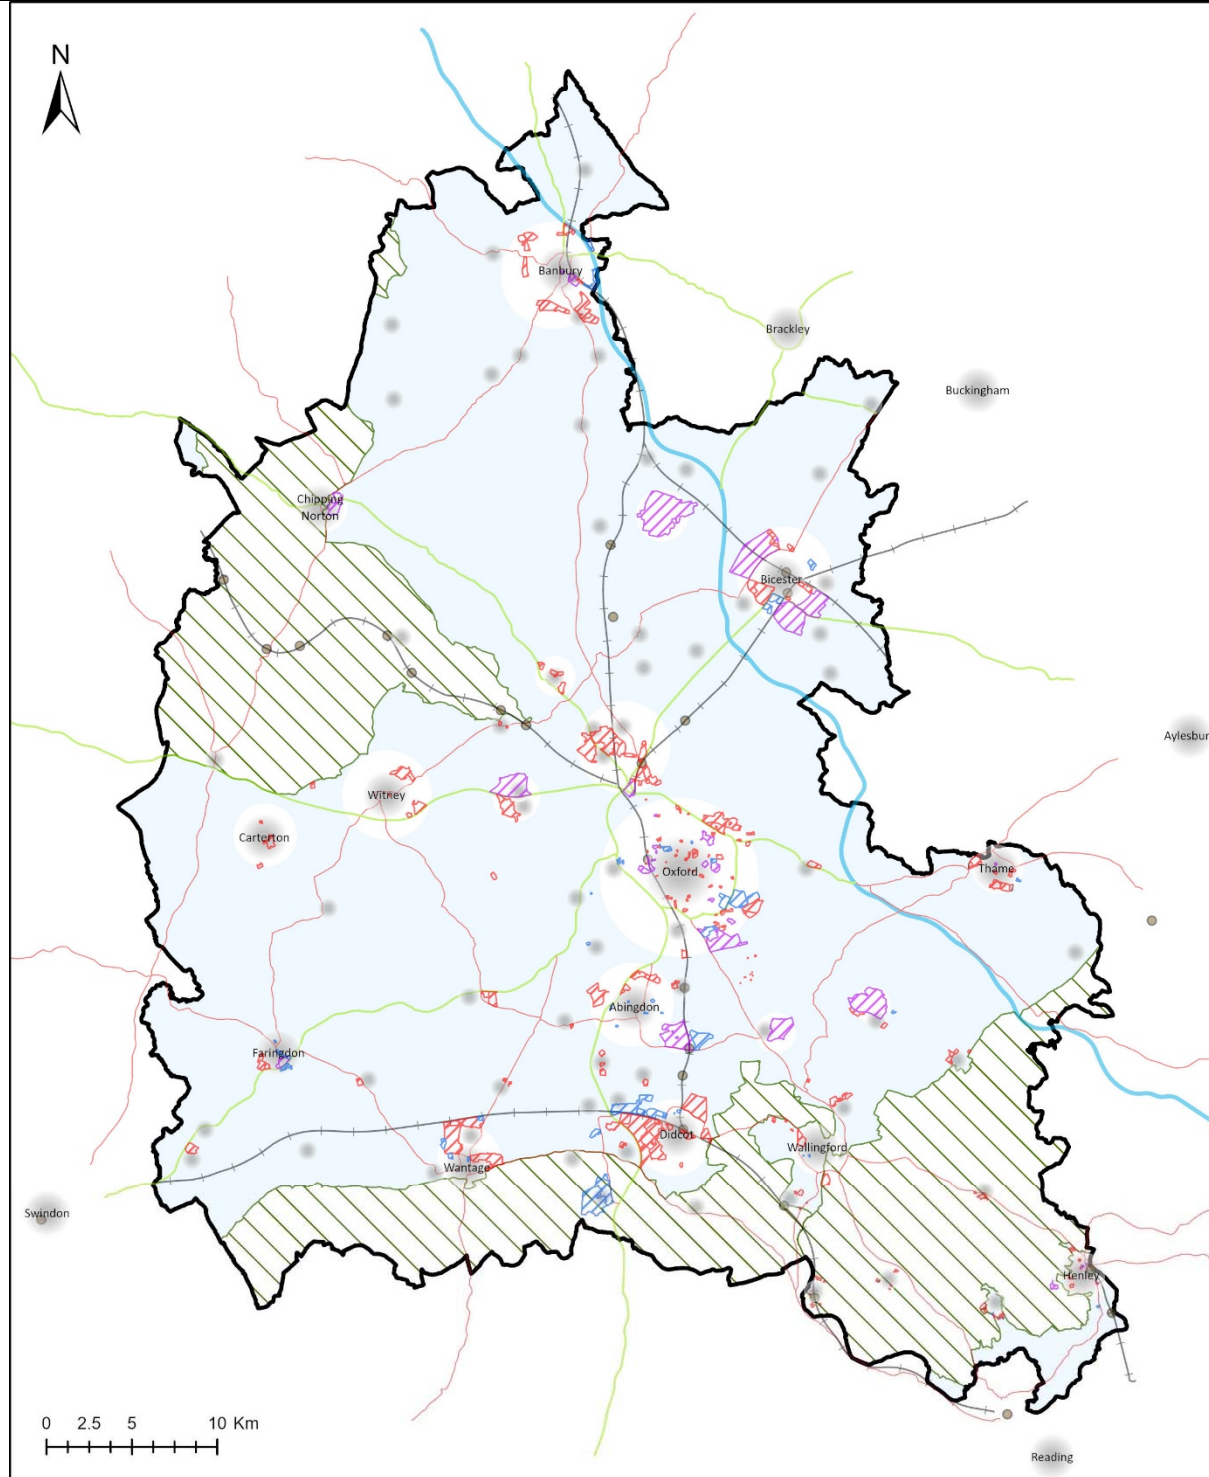 N
Banbury
Brackley
Buckingham
Chipping
Norton
Bicester
Aylesbur
Witney
Carterton
Oxford
Thame
Abingdon
Faringdon
Didcot
Wallingford
Wantage
Swindon
Henley
0 2.5 5 10 Km
Reading